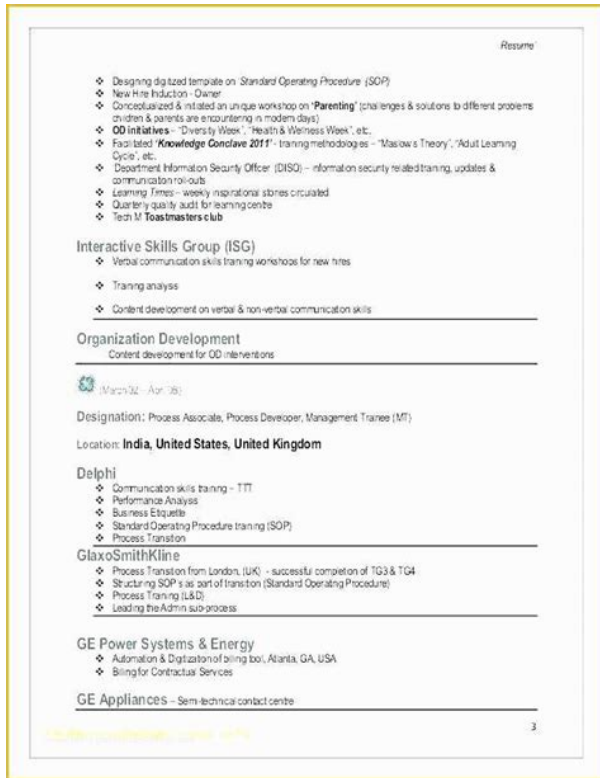 Resume'
❖ Designing digitized template on 'Standard Operating Procedure' (SOP)
❖ New Hire Induction - Owner
❖ Conceptualized & initiated an unique workshop on "Parenting" (challenges & solutions to different problems
children & parents are encountering in modern days)
❖ OD initiatives – "Diversity Week", "Health & Wellness Week", etc.
❖ Facilitated "Knowledge Conclave 2011" - training methodologies – "Maslow's Theory", "Adult Learning
Cycle", etc.
❖ 'Department Information Security Officer' (DISO) – information security related training, updates &
communication roll-outs
❖ Learning Times – weekly inspirational stories circulated
❖ Quarterly quality audit for learning centre
❖ Tech M Toastmasters club
Interactive Skills Group (ISG)
❖ Verbal communication skills training workshops for new hires
❖ Training analysis
❖ Content development on verbal & non-verbal communication skills
Organization Development
Content development for OD interventions
(March'02 – Apr '06)
Designation: Process Associate, Process Developer, Management Trainee (MT)
Location: India, United States, United Kingdom
Delphi
❖ Communication skills training – TTT
❖ Performance Analysis
❖ Business Etiquette
❖ Standard Operating Procedure training (SOP)
❖ Process Transition
GlaxoSmithKline
❖ Process Transition from London, (UK) - successful completion of TG3 & TG4
❖ Structuring SOP's as part of transition (Standard Operating Procedure)
❖ Process Training (L&D)
❖ Leading the Admin sub-process
GE Power Systems & Energy
❖ Automation & Digitization of billing tool, Atlanta, GA, USA
❖ Billing for Contractual Services
GE Appliances – Semi-technical contact centre
3